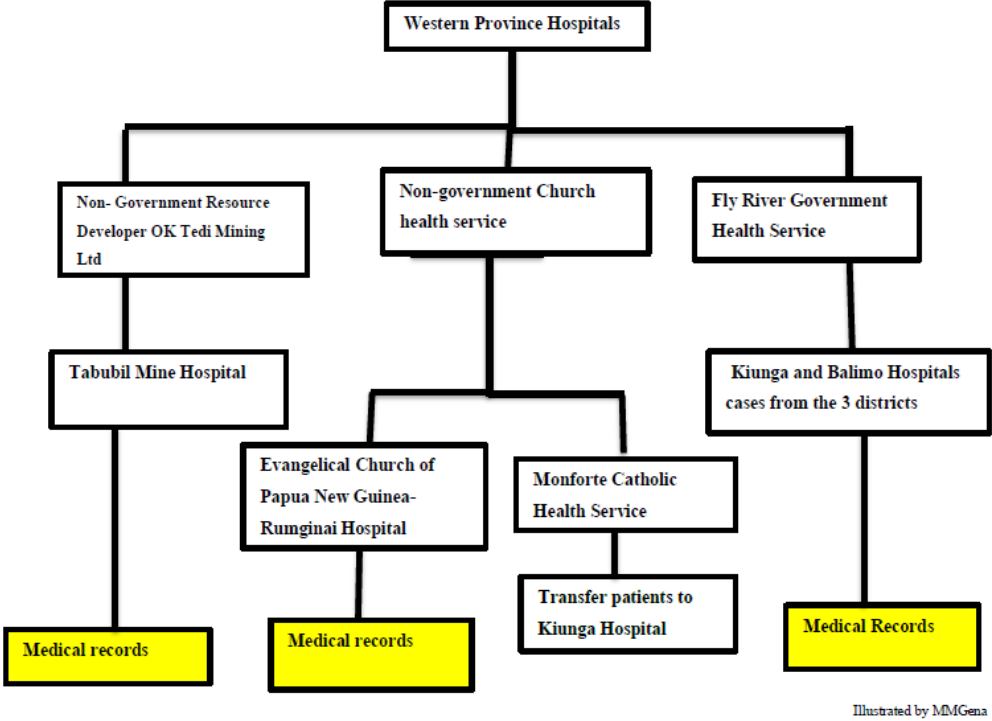 Western Province Hospitals
Non- Government Resource
Developer OK Tedi Mining
Ltd
Non-government Church
health service
Fly River Government
Health Service
Tabubil Mine Hospital
Kiunga and Balimo Hospitals
cases from the 3 districts
Evangelical Church of
Papua New Guinea-
Rumginai Hospital
Monforte Catholic
Health Service
Transfer patients to
Kiunga Hospital
Medical records
Medical records
Medical Records
Illustrated by MMGena